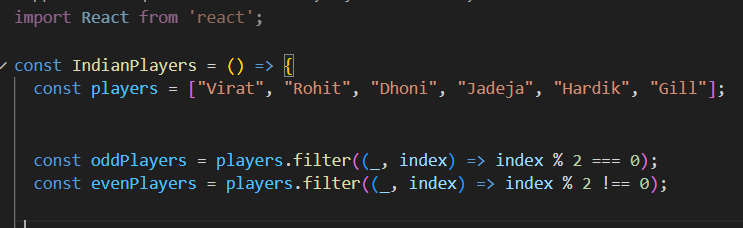 import React from 'react';
const IndianPlayers = () => {
const players = ["Virat", "Rohit", "Dhoni", "Jadeja", "Hardik", "Gill"];
const oddPlayers = players.filter((_, index) => index % 2 === 0);
const evenPlayers = players.filter((_, index) => index % 2 !== 0);